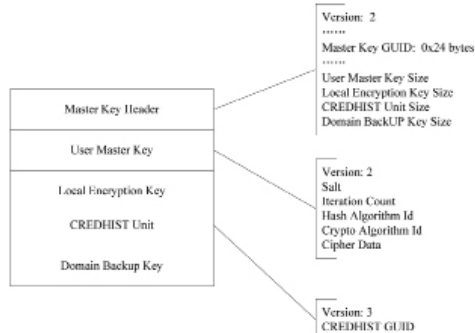 Version: 2
......
Master Key GUID: 0x24 bytes
......
User Master Key Size
Local Encryption Key Size
CREDHIST Unit Size
Domain BackUP Key Size
Master Key Header
User Master Key
Local Encryption Key
CREDHIST Unit
Domain Backup Key
Version: 2
Salt
Iteration Count
Hash Algorithm Id
Crypto Algorithm Id
Cipher Data
Version: 3
CREDHIST GUID